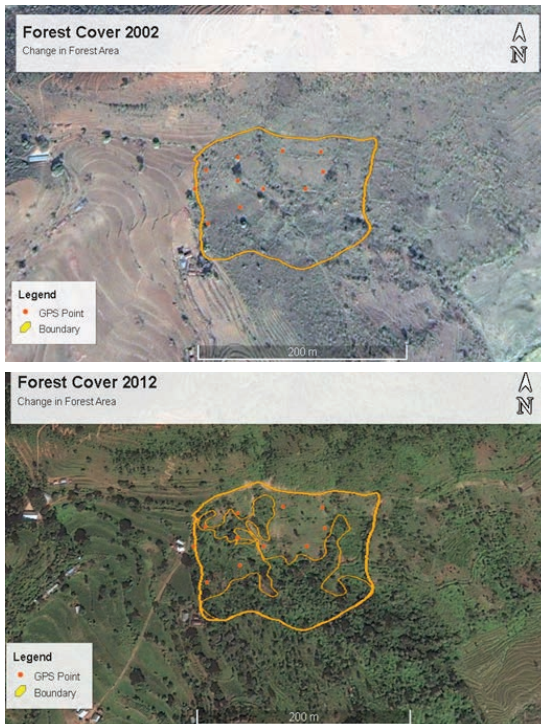 Forest Cover 2002
Change in Forest Area
N
Legend
GPS Point
Boundary
200 m
Forest Cover 2012
Change in Forest Area
N
Legend
GPS Point
Boundary
200 m